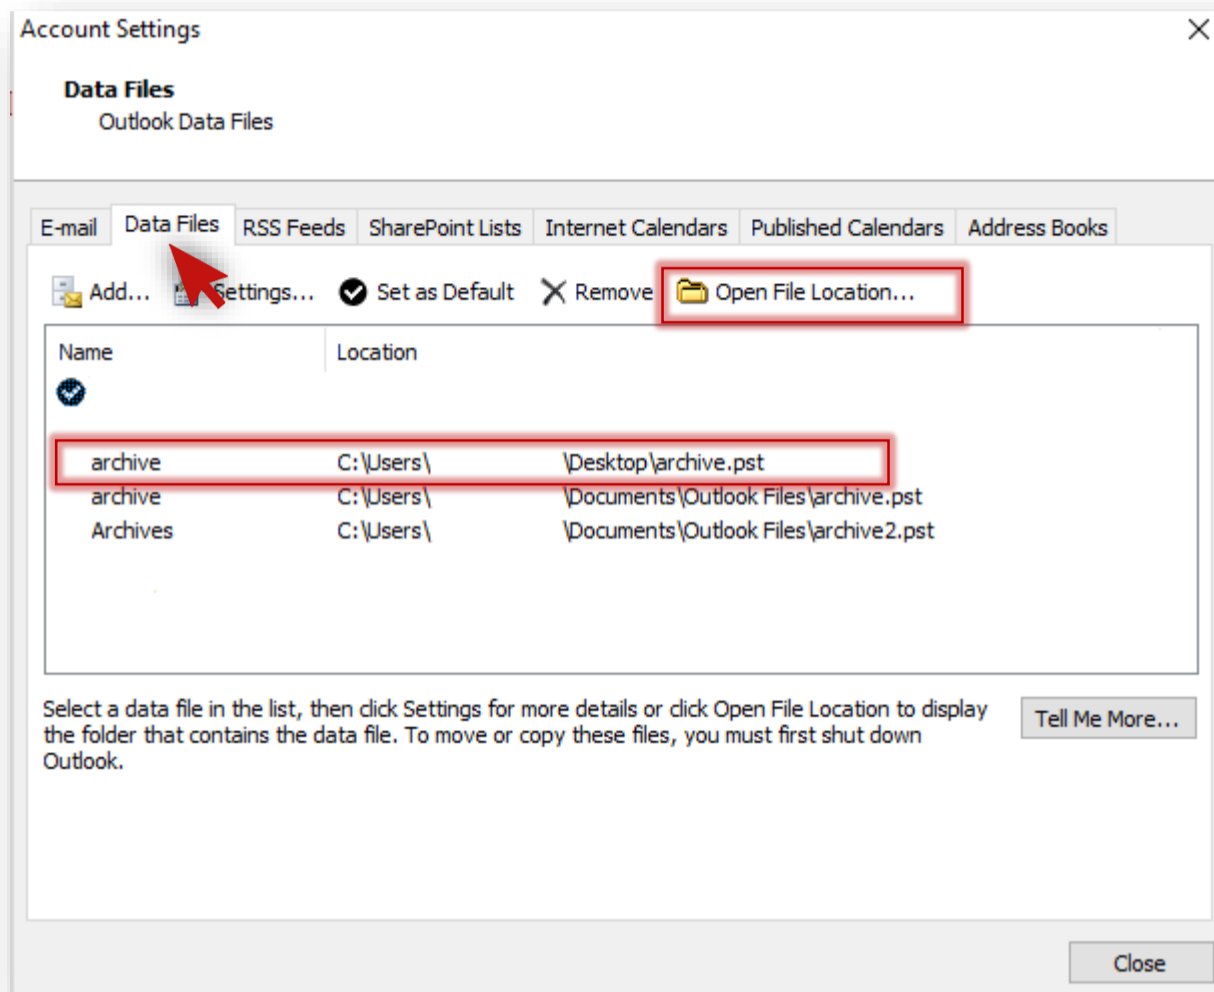 Account Settings
Data Files
Outlook Data Files
E-mail Data Files RSS Feeds SharePoint Lists Internet Calendars Published Calendars Address Books
Add... Settings... Set as Default Remove Open File Location...
Name Location
archive C:\Users\ \Desktop\archive.pst
archive C:\Users\ \Documents\Outlook Files\archive.pst
Archives C:\Users\ \Documents\Outlook Files\archive2.pst
Select a data file in the list, then click Settings for more details or click Open File Location to display
the folder that contains the data file. To move or copy these files, you must first shut down
Outlook.
Tell Me More...
Close